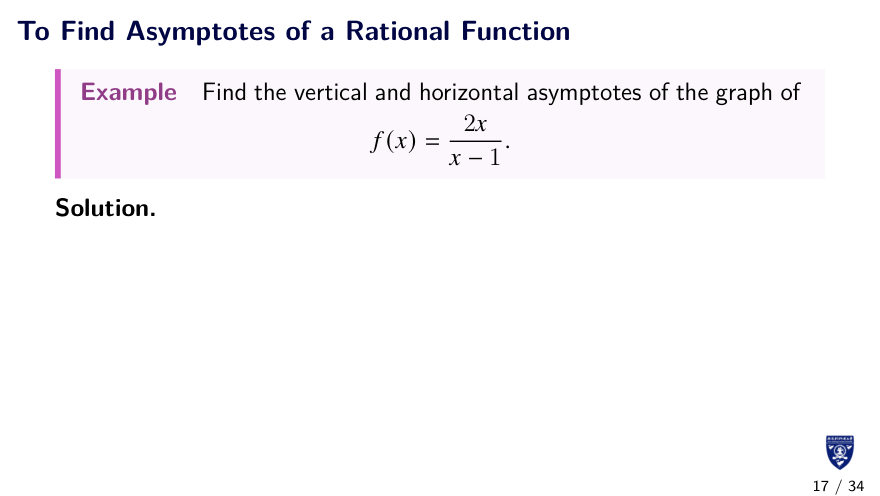 To Find Asymptotes of a Rational Function
Example Find the vertical and horizontal asymptotes of the graph of
f(x) = 2x / (x − 1).
Solution.
17 / 34